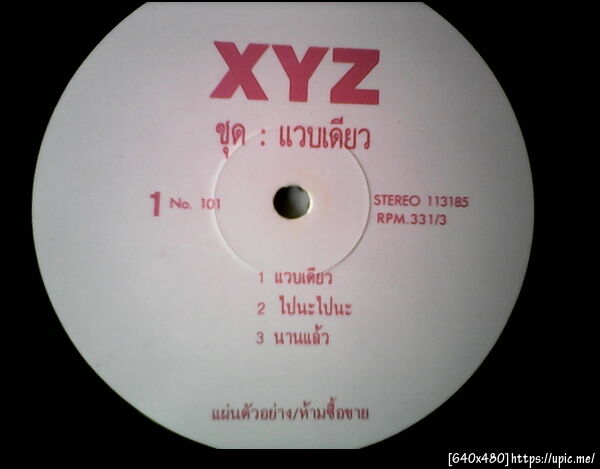 XYZ
ชุด : แวบเดียว
1 No. 101
STEREO 113185
RPM. 331/3
1 แวบเดียว
2 ไปนะไปนะ
3 นานแล้ว
แผ่นตัวอย่าง/ห้ามซื้อขาย
[640x480]https://upic.me/